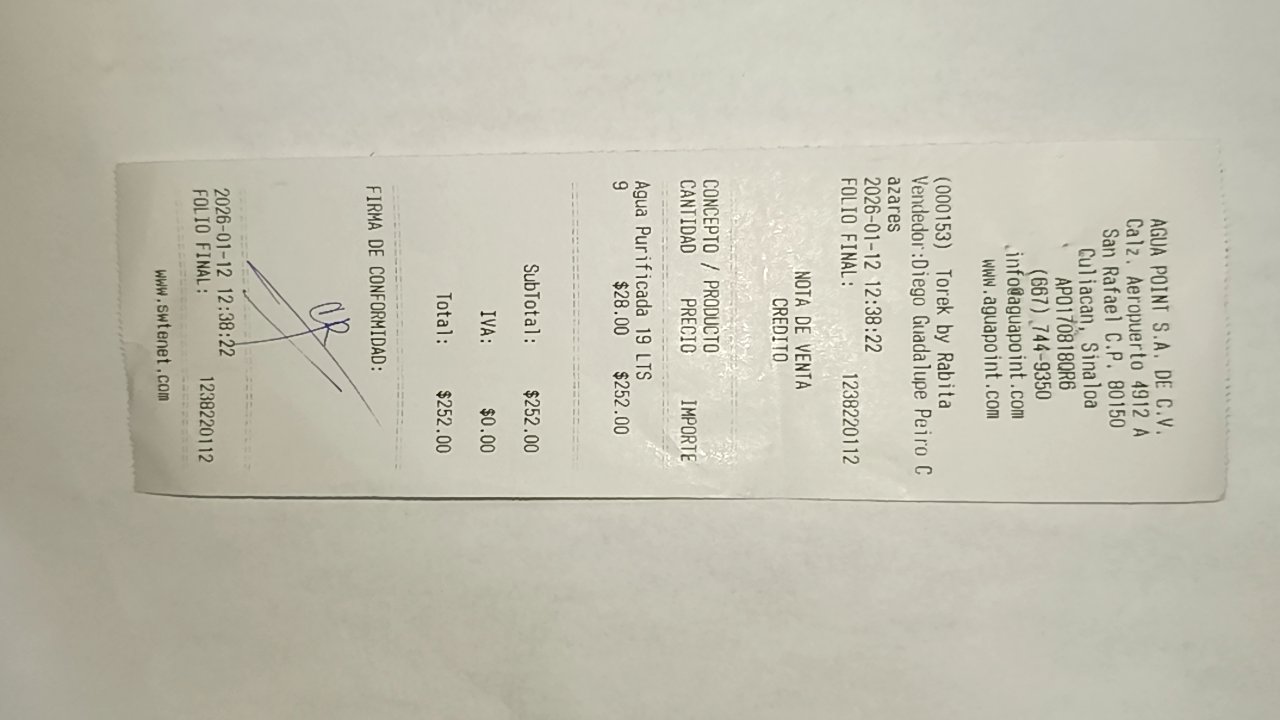 AGUA POINT S.A. DE C.V.
Calz. Aeropuerto 4912 A
San Rafael C.P. 80150
Culiacan, Sinaloa
APO170818QR6
(667) 744-9350
info@aguapoint.com
www.aguapoint.com
(000153) Torek by Rabita
Vendedor:Diego Guadalupe Peiro C
azares
2026-01-12 12:38:22
FOLIO FINAL: 1238220112
NOTA DE VENTA
CREDITO
CONCEPTO / PRODUCTO
CANTIDAD PRECIO IMPORTE
Agua Purificada 19 LTS
9 $28.00 $252.00
SubTotal: $252.00
IVA: $0.00
Total: $252.00
FIRMA DE CONFORMIDAD:
2026-01-12 12:38:22
FOLIO FINAL: 1238220112
www.swtenet.com